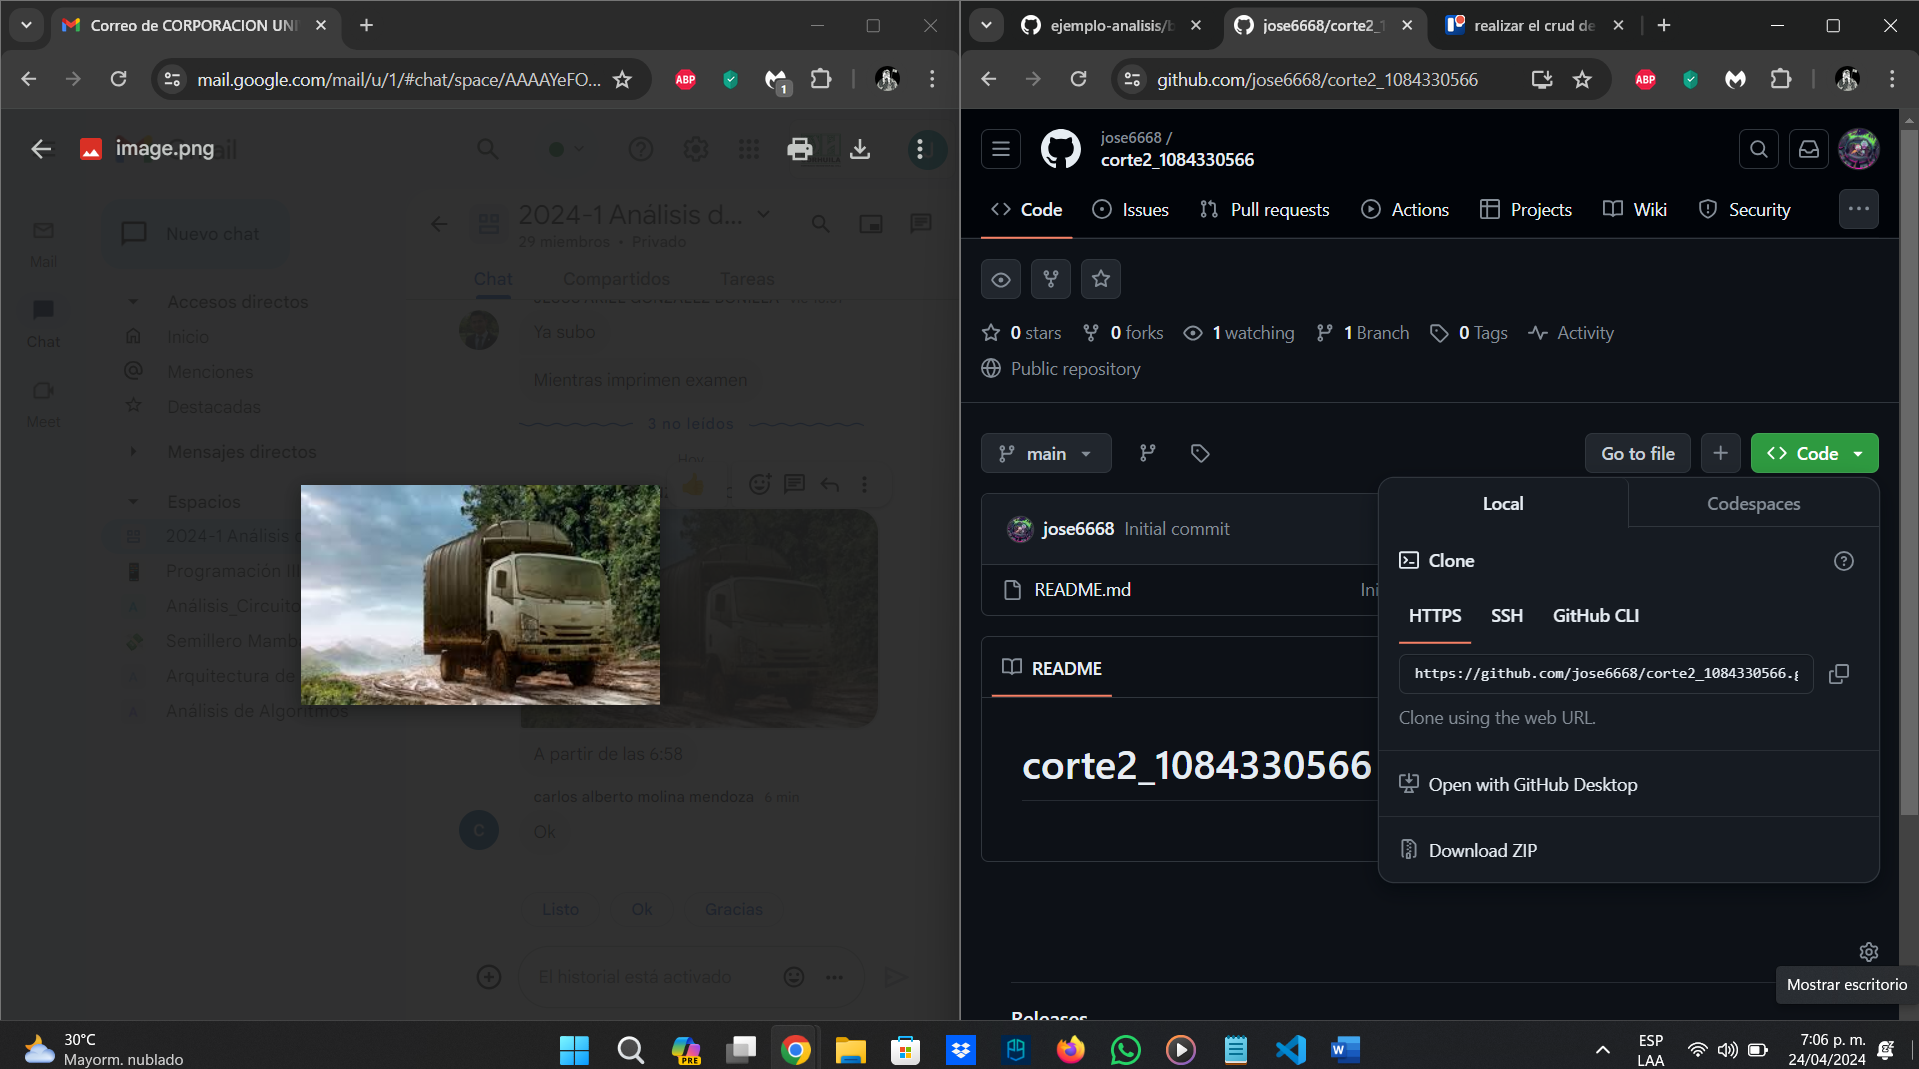 Correo de CORPORACION UNI
mail.google.com/mail/u/1/#chat/space/AAAAYeFO...
ABP
1
image.png
Nuevo chat
Mail
Chat
Meet
Accesos directos
Inicio
Menciones
Destacadas
Mensajes directos
Espacios
2024-1 Análisis d
Programación III
Análisis_Circuito
Semillero Mamb
Arquitectura de
Análisis de Algoritmos
2024-1 Análisis d...
29 miembros • Privado
Chat
Compartidos
Tareas
Ya subo
Mientras imprimen examen
3 no leídos
Hoy
A partir de las 6:58
carlos alberto molina mendoza 6 min
C
Ok
Listo
Ok
Gracias
El historial está activado
ejemplo-analisis/b
jose6668/corte2_1
realizar el crud de
github.com/jose6668/corte2_1084330566
ABP
jose6668 /
corte2_1084330566
Code
Issues
Pull requests
Actions
Projects
Wiki
Security
0 stars
0 forks
1 watching
1 Branch
0 Tags
Activity
Public repository
main
Go to file
Code
jose6668 Initial commit
README.md
Ini
README
corte2_1084330566
Local
Codespaces
Clone
HTTPS
SSH
GitHub CLI
https://github.com/jose6668/corte2_1084330566.g
Clone using the web URL.
Open with GitHub Desktop
Download ZIP
Releases
Mostrar escritorio
30°C
Mayorm. nublado
PRE
ESP
LAA
7:06 p. m.
24/04/2024